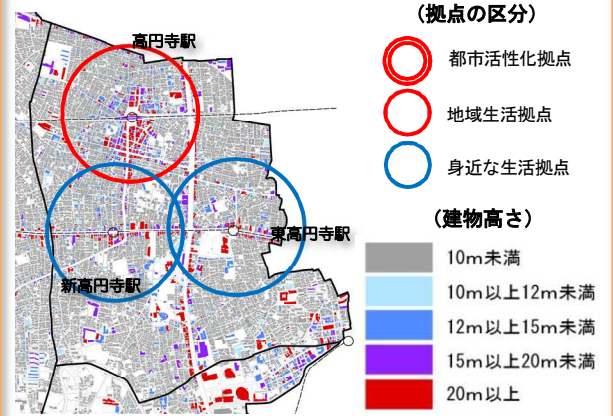 高円寺駅
東高円寺駅
新高円寺駅
（拠点の区分）
都市活性化拠点
地域生活拠点
身近な生活拠点
（建物高さ）
10m未満
10m以上12m未満
12m以上15m未満
15m以上20m未満
20m以上